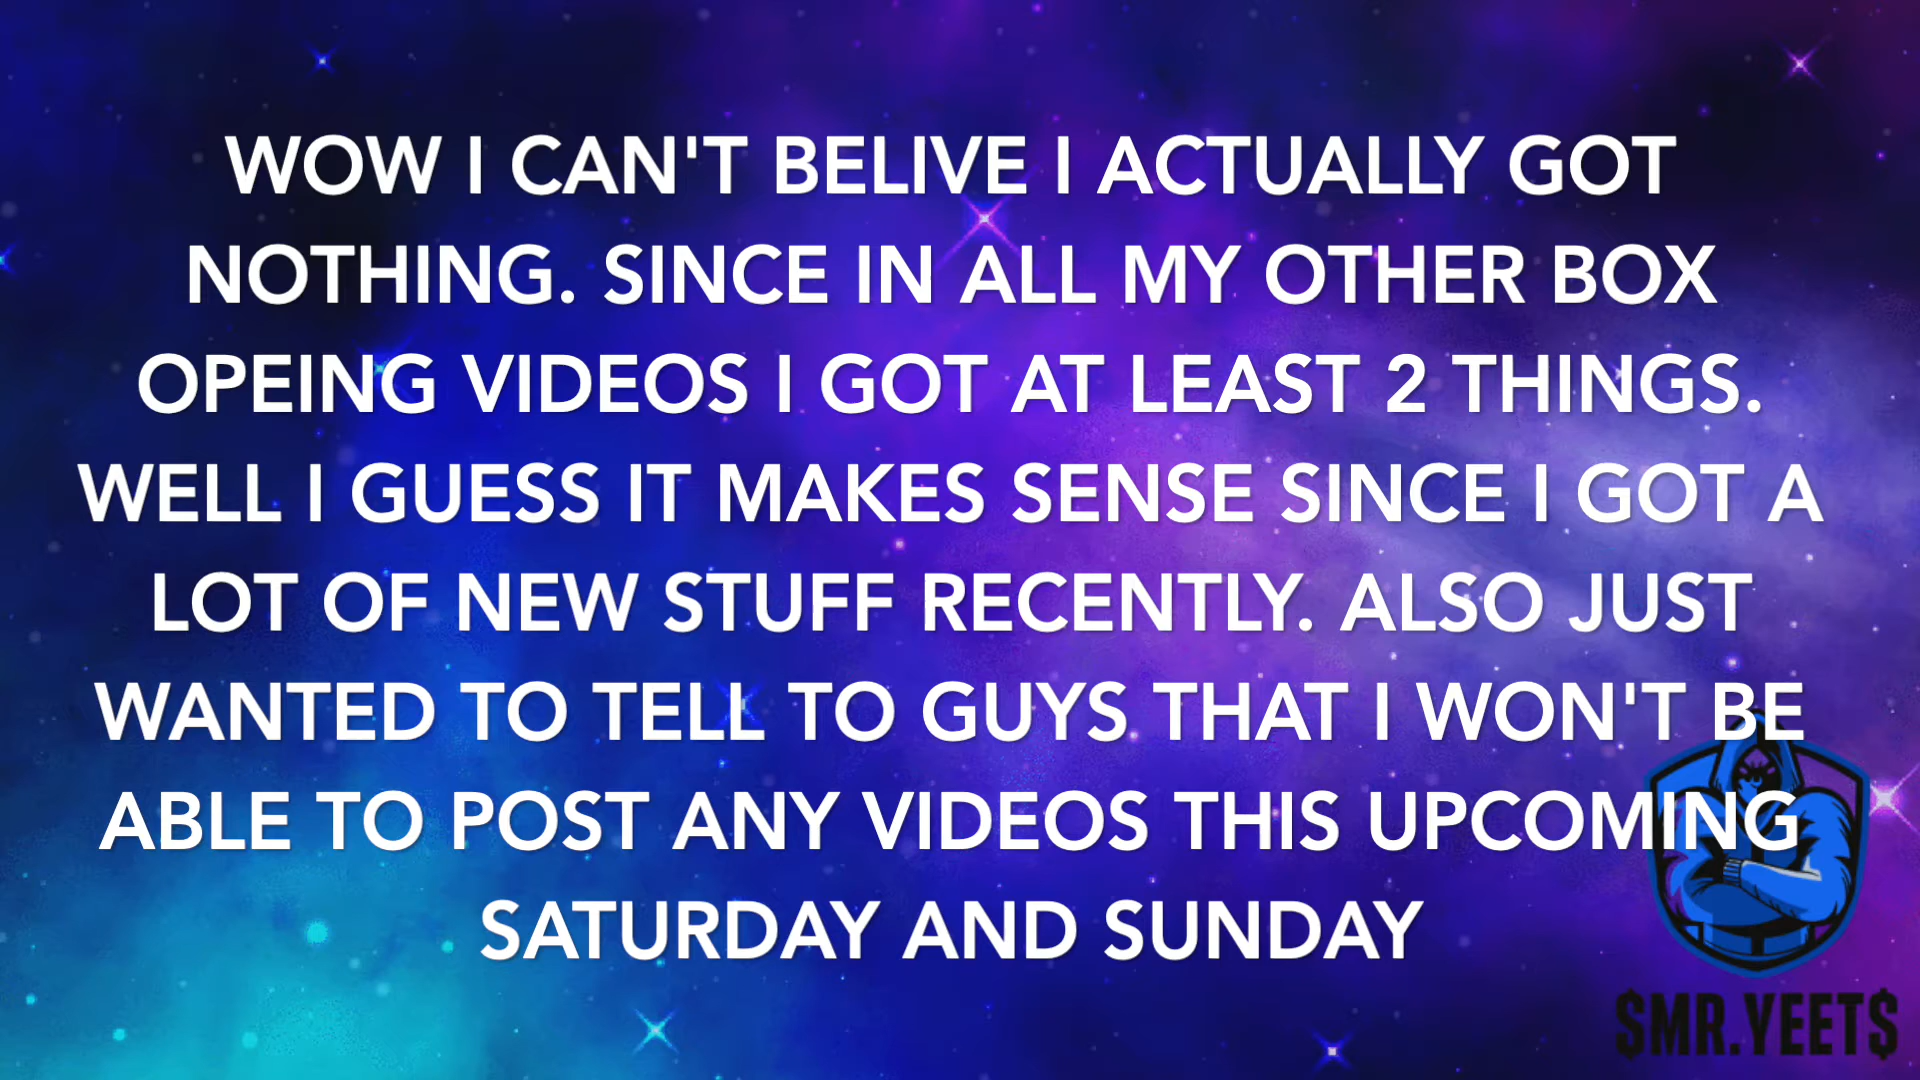 WOW I CAN'T BELIVE I ACTUALLY GOT
NOTHING. SINCE IN ALL MY OTHER BOX
OPEING VIDEOS I GOT AT LEAST 2 THINGS.
WELL I GUESS IT MAKES SENSE SINCE I GOT A
LOT OF NEW STUFF RECENTLY. ALSO JUST
WANTED TO TELL TO GUYS THAT I WON'T BE
ABLE TO POST ANY VIDEOS THIS UPCOMING
SATURDAY AND SUNDAY
$MR.YEET$